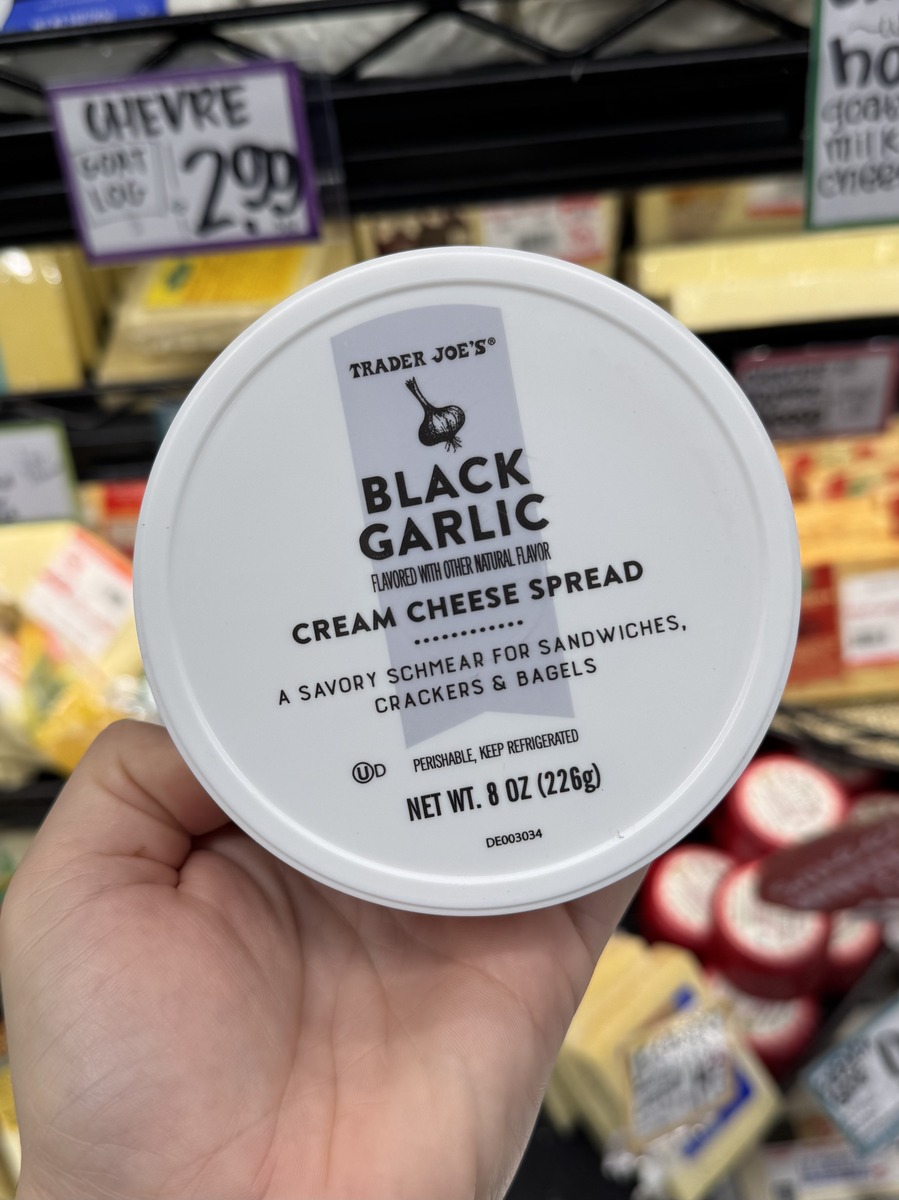 CHEVRE
GOAT
LOG
2.99
goat
milk
cheese
TRADER JOE'S®
BLACK
GARLIC
FLAVORED WITH OTHER NATURAL FLAVOR
CREAM CHEESE SPREAD
A SAVORY SCHMEAR FOR SANDWICHES,
CRACKERS & BAGELS
UD
PERISHABLE, KEEP REFRIGERATED
NET WT. 8 OZ (226g)
DE003034